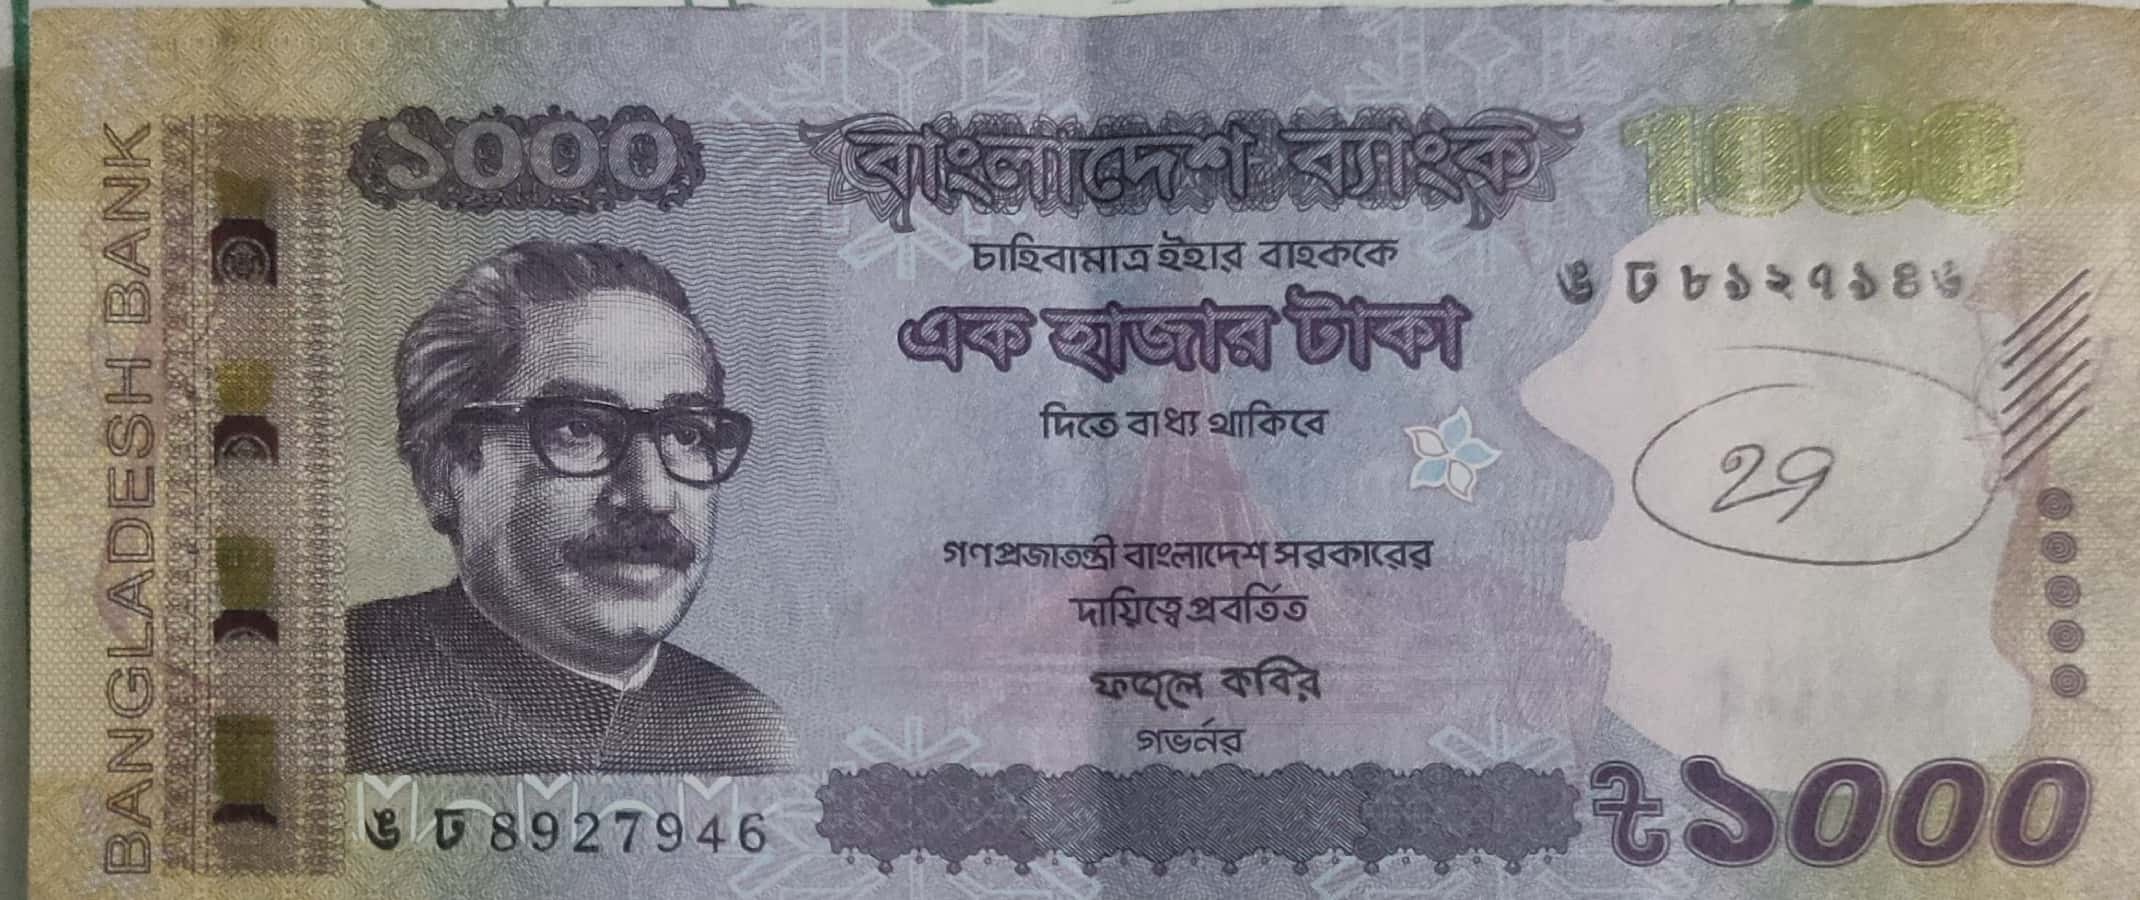 BANGLADESH BANK
১০০০
বাংলাদেশ ব্যাংক
1000
চাহিবামাত্র ইহার বাহককে
ঙ ঢ ৮৯২৭৯৪৬
এক হাজার টাকা
দিতে বাধ্য থাকিবে
29
গণপ্রজাতন্ত্রী বাংলাদেশ সরকারের
দায়িত্বে প্রবর্তিত
ফজলে কবির
গভর্নর
ঙ ঢ 8927946
৳১০০০